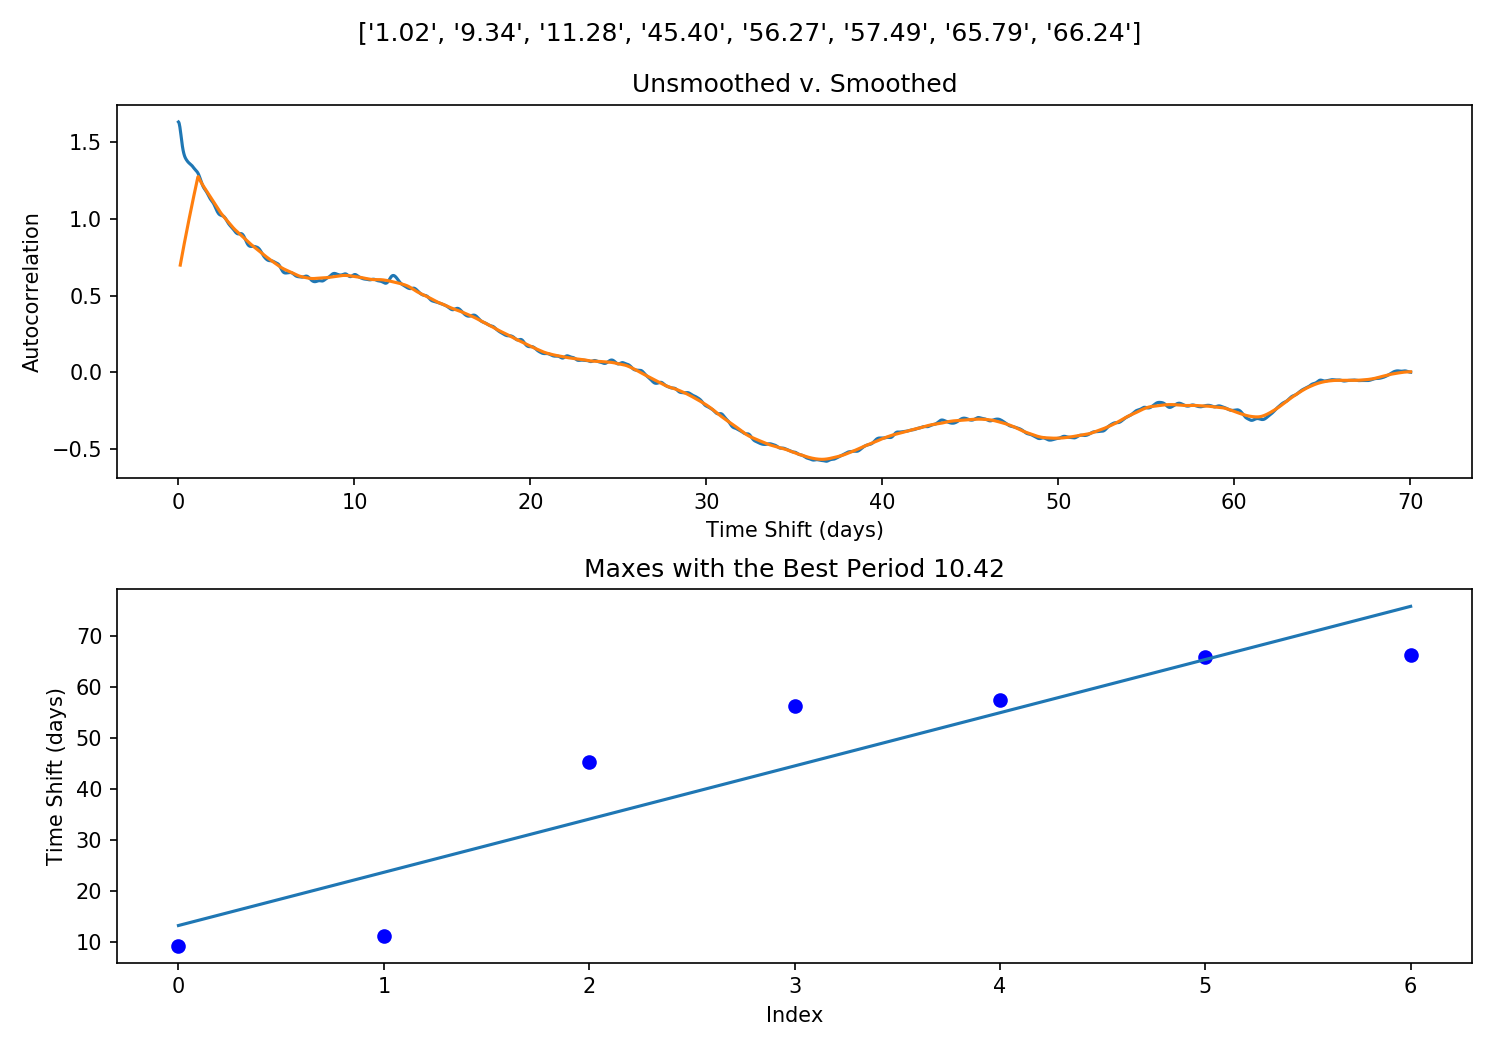 ['1.02', '9.34', '11.28', '45.40', '56.27', '57.49', '65.79', '66.24']
Unsmoothed v. Smoothed
Autocorrelation
1.5
1.0
0.5
0.0
−0.5
0 10 20 30 40 50 60 70
Time Shift (days)
Maxes with the Best Period 10.42
Time Shift (days)
70
60
50
40
30
20
10
0 1 2 3 4 5 6
Index